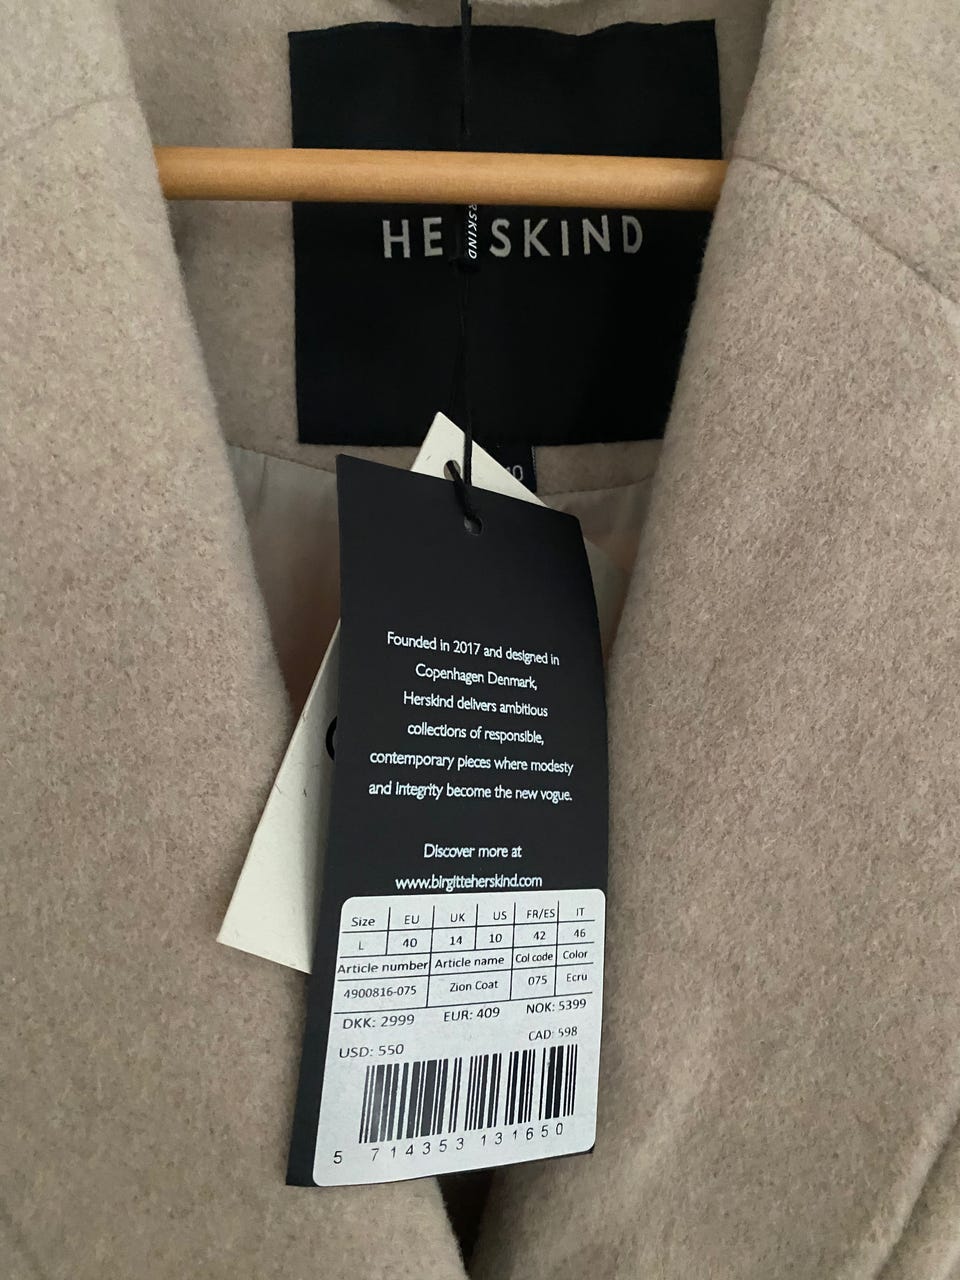 HE SKIND
RSKIND
Founded in 2017 and designed in
Copenhagen Denmark,
Herskind delivers ambitious
collections of responsible,
contemporary pieces where modesty
and integrity become the new vogue.
Discover more at
www.birgitteherskind.com
Size EU UK US FR/ES IT
L 40 14 10 42 46
Article number Article name Col code Color
4900816-075 Zion Coat 075 Ecru
DKK: 2999 EUR: 409 NOK: 5399
USD: 550 CAD: 598
5 714353 131650